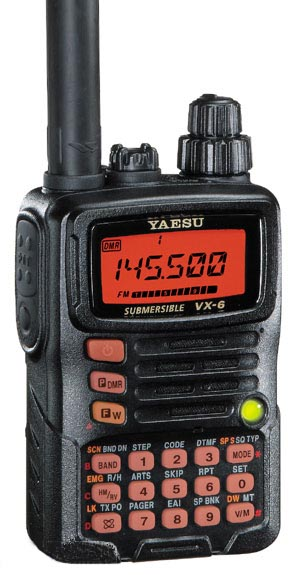 YAESU
DMR
1
145.500
FM
SUBMERSIBLE VX-6
P DMR
F W
SCN BND DN STEP CODE DTMF SP S SQ TYP
B BAND 1 2 3 MODE
EMG R/H ARTS SKIP RPT SET
C HM/RV 4 5 6 0
LK TX PO PAGER EAI SP BNK DW MT
D 7 8 9 V/M